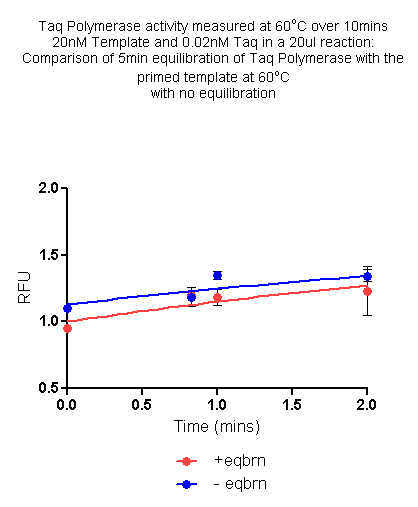 Taq Polymerase activity measured at 60°C over 10mins
20nM Template and 0.02nM Taq in a 20ul reaction:
Comparison of 5min equilibration of Taq Polymerase with the
primed template at 60°C
with no equilibration
2.0
1.5
RFU
1.0
0.5
0.0 0.5 1.0 1.5 2.0
Time (mins)
+eqbrn
- eqbrn